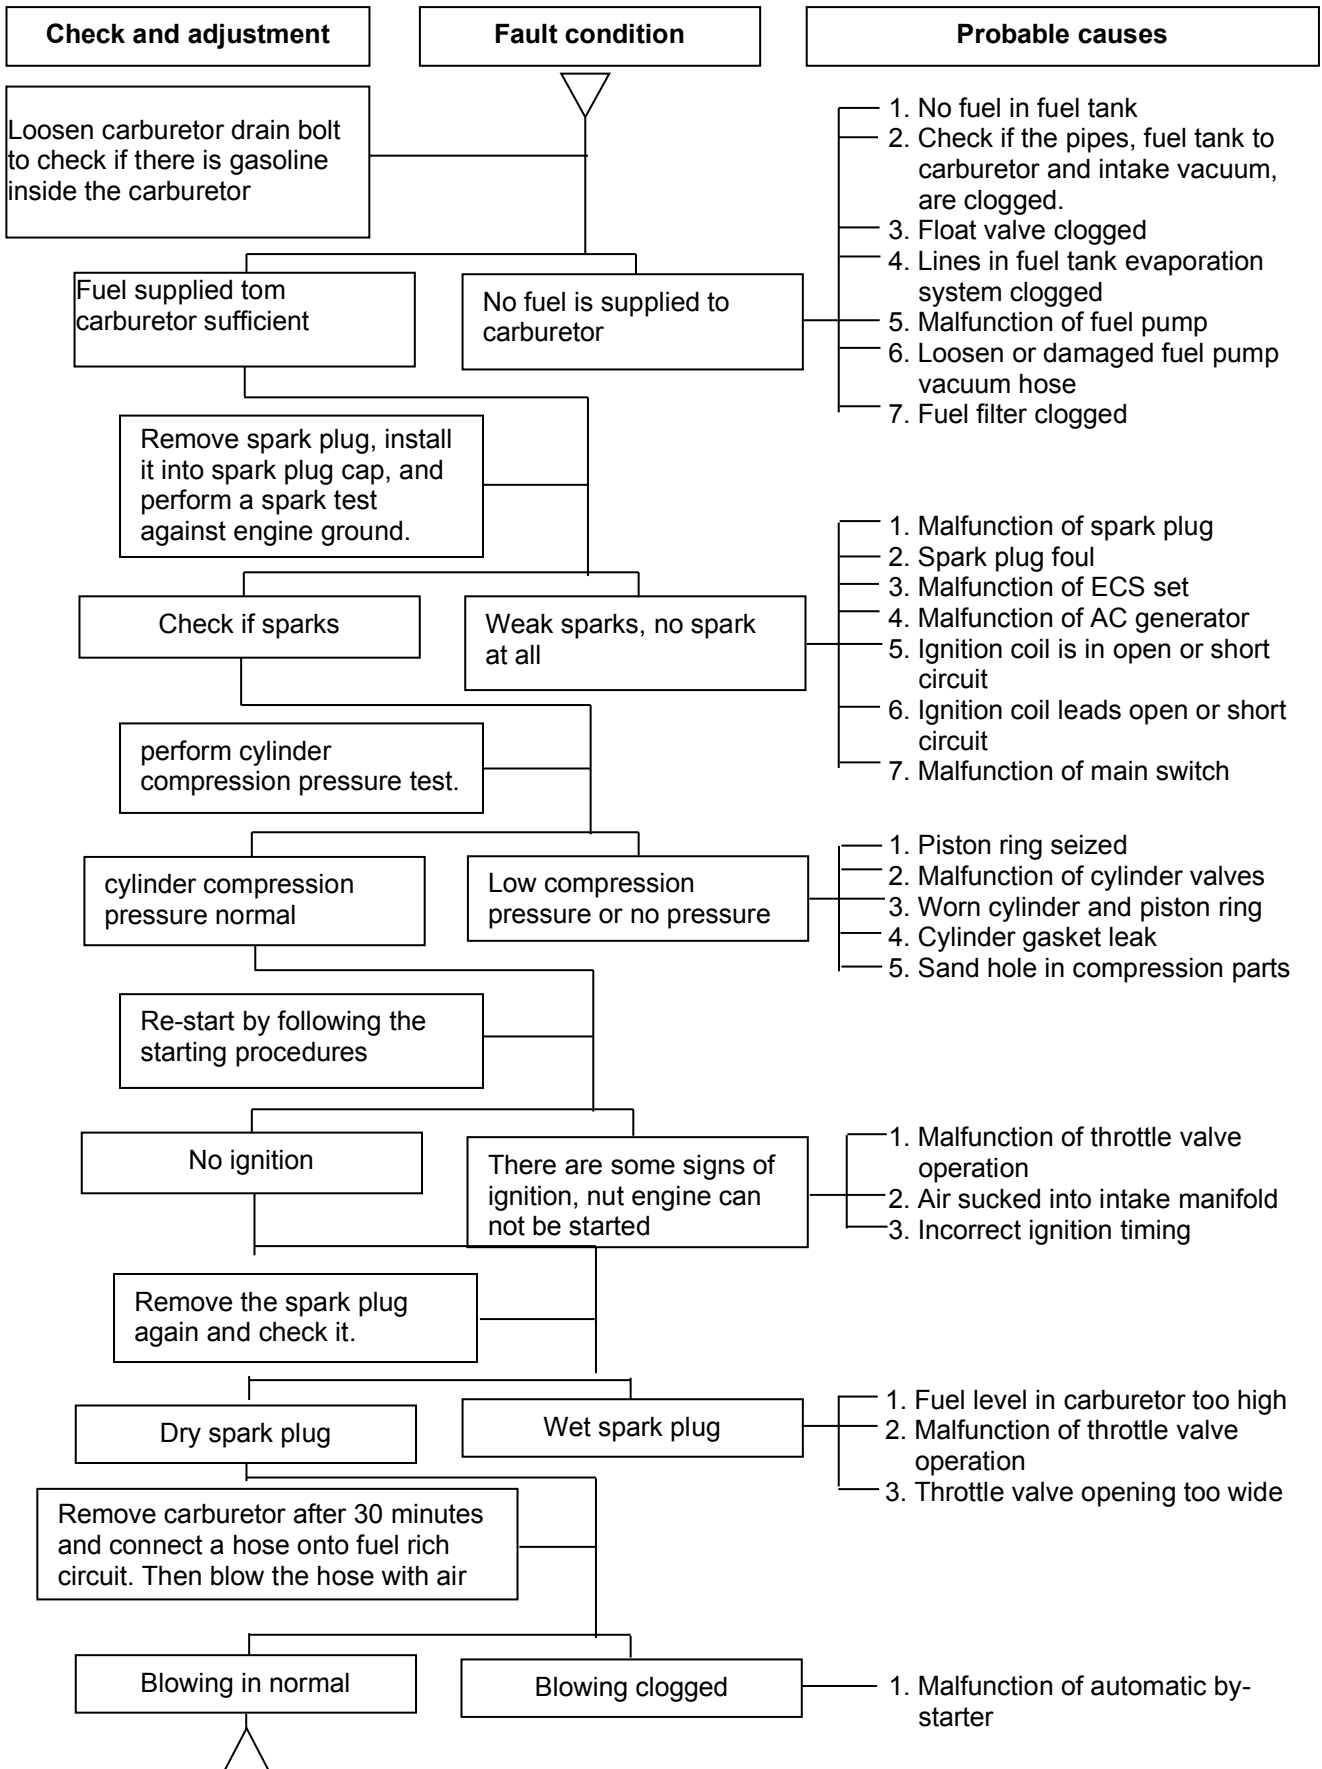 Check and adjustment
Fault condition
Probable causes
Loosen carburetor drain bolt
to check if there is gasoline
inside the carburetor
1. No fuel in fuel tank
2. Check if the pipes, fuel tank to
carburetor and intake vacuum,
are clogged.
3. Float valve clogged
4. Lines in fuel tank evaporation
system clogged
5. Malfunction of fuel pump
6. Loosen or damaged fuel pump
vacuum hose
7. Fuel filter clogged
Fuel supplied tom
carburetor sufficient
No fuel is supplied to
carburetor
Remove spark plug, install
it into spark plug cap, and
perform a spark test
against engine ground.
Check if sparks
Weak sparks, no spark
at all
1. Malfunction of spark plug
2. Spark plug foul
3. Malfunction of ECS set
4. Malfunction of AC generator
5. Ignition coil is in open or short
circuit
6. Ignition coil leads open or short
circuit
7. Malfunction of main switch
perform cylinder
compression pressure test.
cylinder compression
pressure normal
Low compression
pressure or no pressure
1. Piston ring seized
2. Malfunction of cylinder valves
3. Worn cylinder and piston ring
4. Cylinder gasket leak
5. Sand hole in compression parts
Re-start by following the
starting procedures
No ignition
There are some signs of
ignition, nut engine can
not be started
1. Malfunction of throttle valve
operation
2. Air sucked into intake manifold
3. Incorrect ignition timing
Remove the spark plug
again and check it.
Dry spark plug
Wet spark plug
1. Fuel level in carburetor too high
2. Malfunction of throttle valve
operation
3. Throttle valve opening too wide
Remove carburetor after 30 minutes
and connect a hose onto fuel rich
circuit. Then blow the hose with air
Blowing in normal
Blowing clogged
1. Malfunction of automatic by-
starter